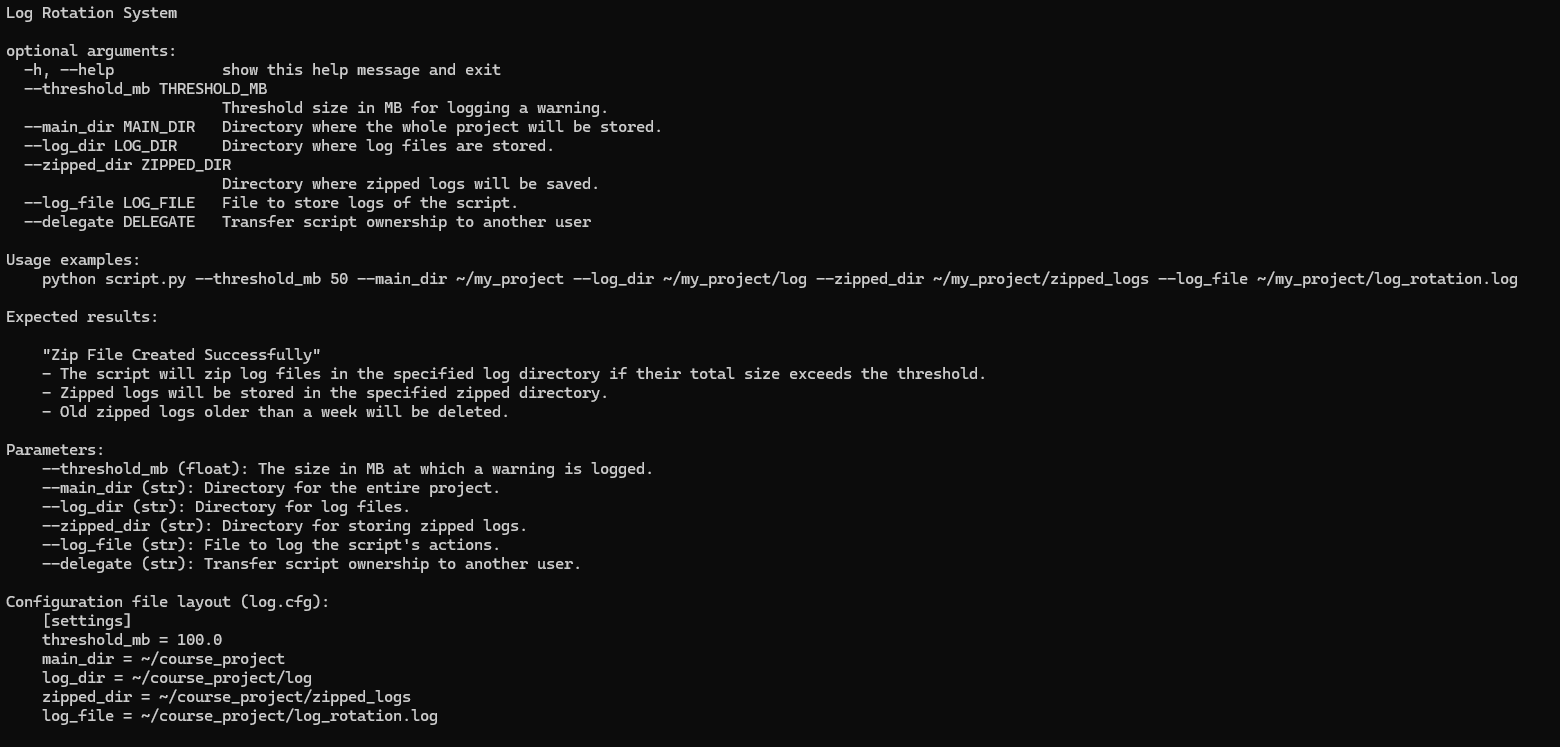 Log Rotation System
optional arguments:
-h, --help show this help message and exit
--threshold_mb THRESHOLD_MB
Threshold size in MB for logging a warning.
--main_dir MAIN_DIR Directory where the whole project will be stored.
--log_dir LOG_DIR Directory where log files are stored.
--zipped_dir ZIPPED_DIR
Directory where zipped logs will be saved.
--log_file LOG_FILE File to store logs of the script.
--delegate DELEGATE Transfer script ownership to another user
Usage examples:
python script.py --threshold_mb 50 --main_dir ~/my_project --log_dir ~/my_project/log --zipped_dir ~/my_project/zipped_logs --log_file ~/my_project/log_rotation.log
Expected results:
"Zip File Created Successfully"
- The script will zip log files in the specified log directory if their total size exceeds the threshold.
- Zipped logs will be stored in the specified zipped directory.
- Old zipped logs older than a week will be deleted.
Parameters:
--threshold_mb (float): The size in MB at which a warning is logged.
--main_dir (str): Directory for the entire project.
--log_dir (str): Directory for log files.
--zipped_dir (str): Directory for storing zipped logs.
--log_file (str): File to log the script's actions.
--delegate (str): Transfer script ownership to another user.
Configuration file layout (log.cfg):
[settings]
threshold_mb = 100.0
main_dir = ~/course_project
log_dir = ~/course_project/log
zipped_dir = ~/course_project/zipped_logs
log_file = ~/course_project/log_rotation.log